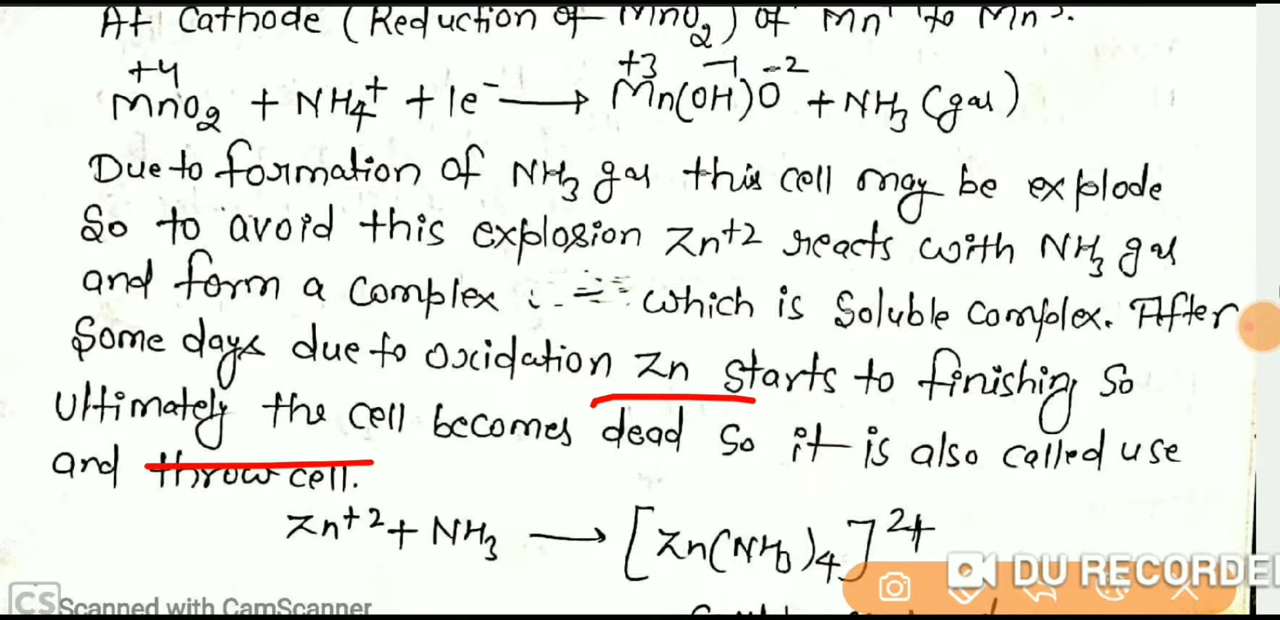 At Cathode (Reduction of MnO2) of Mn to Mn
+4 +3 -1 -2
MnO2 + NH4+ + 1e- → Mn(OH)O + NH3 (gas)
Due to formation of NH3 gas this cell may be explode
So to avoid this explosion Zn+2 reacts with NH3 gas
and form a complex which is Soluble complex. After
Some days due to oxidation Zn starts to finishing so
ultimately the cell becomes dead so it is also called use
and throw cell.
Zn+2 + NH3 → [Zn(NH3)4]2+
DU RECORDE
CS Scanned with CamScanner